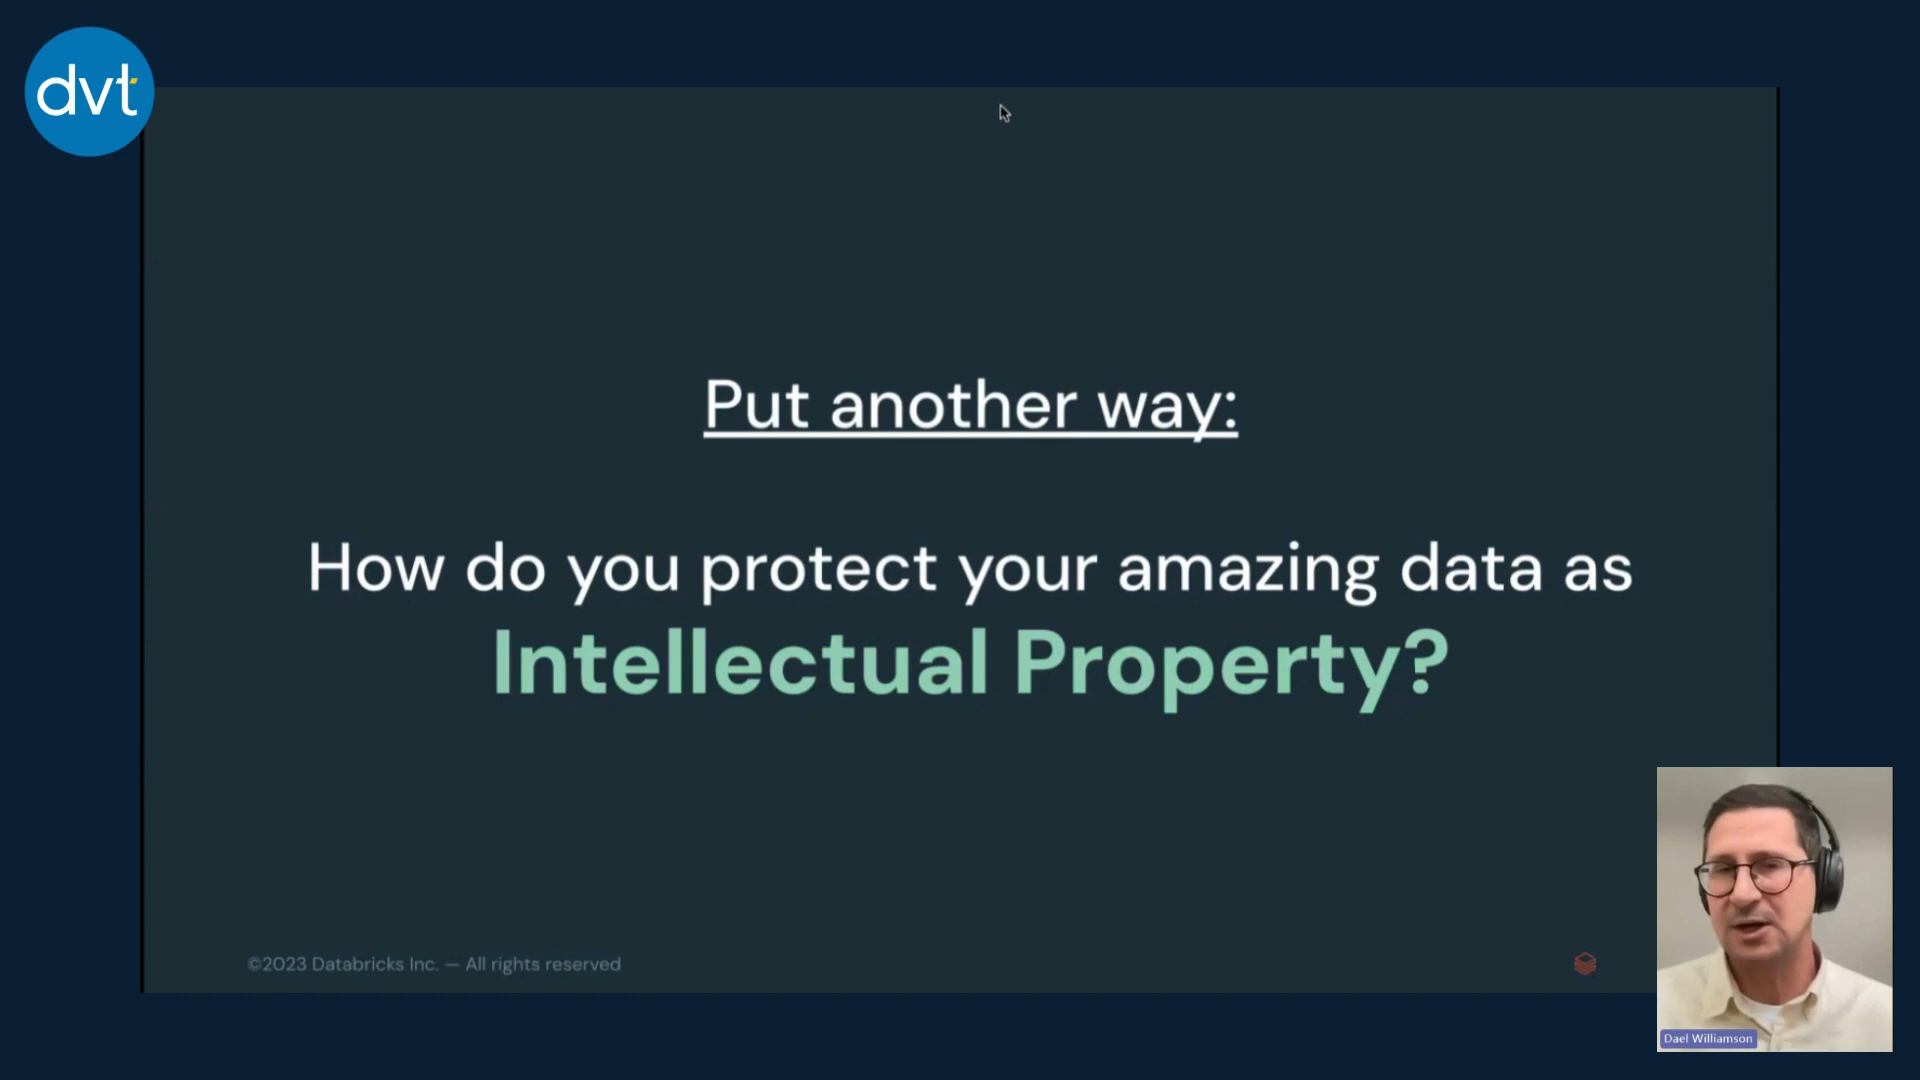 dvt
Put another way:
How do you protect your amazing data as
Intellectual Property?
©2023 Databricks Inc. — All rights reserved
Dael Williamson